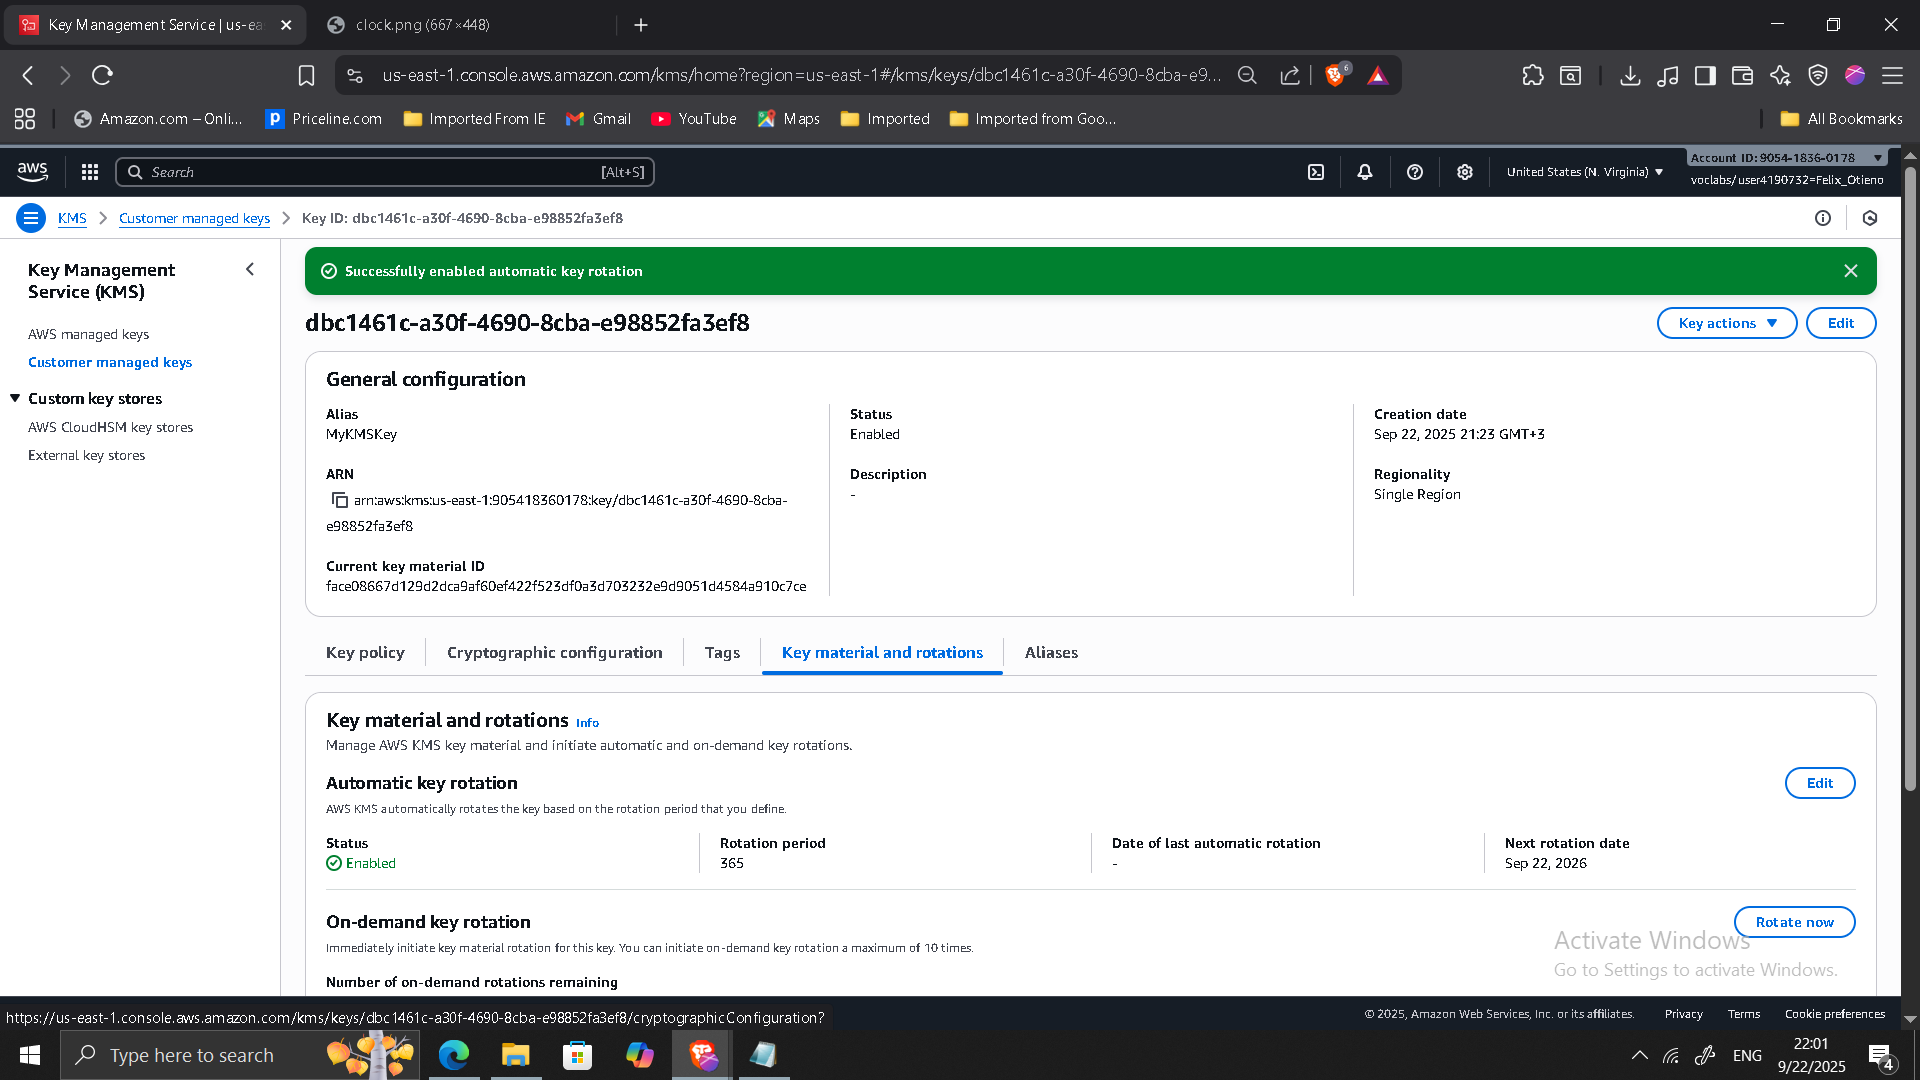 Key Management Service | us-ea
clock.png (667×448)
us-east-1.console.aws.amazon.com/kms/home?region=us-east-1#/kms/keys/dbc1461c-a30f-4690-8cba-e9...
6
Amazon.com – Onli...
Priceline.com
Imported From IE
Gmail
YouTube
Maps
Imported
Imported from Goo...
All Bookmarks
aws
Search
[Alt+S]
United States (N. Virginia)
Account ID: 9054-1836-0178
voclabs/user4190732=Felix_Otieno
KMS
Customer managed keys
Key ID: dbc1461c-a30f-4690-8cba-e98852fa3ef8
Key Management
Service (KMS)
AWS managed keys
Customer managed keys
Custom key stores
AWS CloudHSM key stores
External key stores
Successfully enabled automatic key rotation
dbc1461c-a30f-4690-8cba-e98852fa3ef8
Key actions
Edit
General configuration
Alias
MyKMSKey
ARN
arn:aws:kms:us-east-1:905418360178:key/dbc1461c-a30f-4690-8cba-
e98852fa3ef8
Current key material ID
face08667d129d2dca9af60ef422f523df0a3d703232e9d9051d4584a910c7ce
Status
Enabled
Description
-
Creation date
Sep 22, 2025 21:23 GMT+3
Regionality
Single Region
Key policy
Cryptographic configuration
Tags
Key material and rotations
Aliases
Key material and rotations Info
Manage AWS KMS key material and initiate automatic and on-demand key rotations.
Automatic key rotation
Edit
AWS KMS automatically rotates the key based on the rotation period that you define.
Status
Enabled
Rotation period
365
Date of last automatic rotation
-
Next rotation date
Sep 22, 2026
On-demand key rotation
Rotate now
Immediately initiate key material rotation for this key. You can initiate on-demand key rotation a maximum of 10 times.
Number of on-demand rotations remaining
Activate Windows
Go to Settings to activate Windows.
https://us-east-1.console.aws.amazon.com/kms/keys/dbc1461c-a30f-4690-8cba-e98852fa3ef8/cryptographicConfiguration?
© 2025, Amazon Web Services, Inc. or its affiliates.
Privacy
Terms
Cookie preferences
Type here to search
ENG
22:01
9/22/2025
4